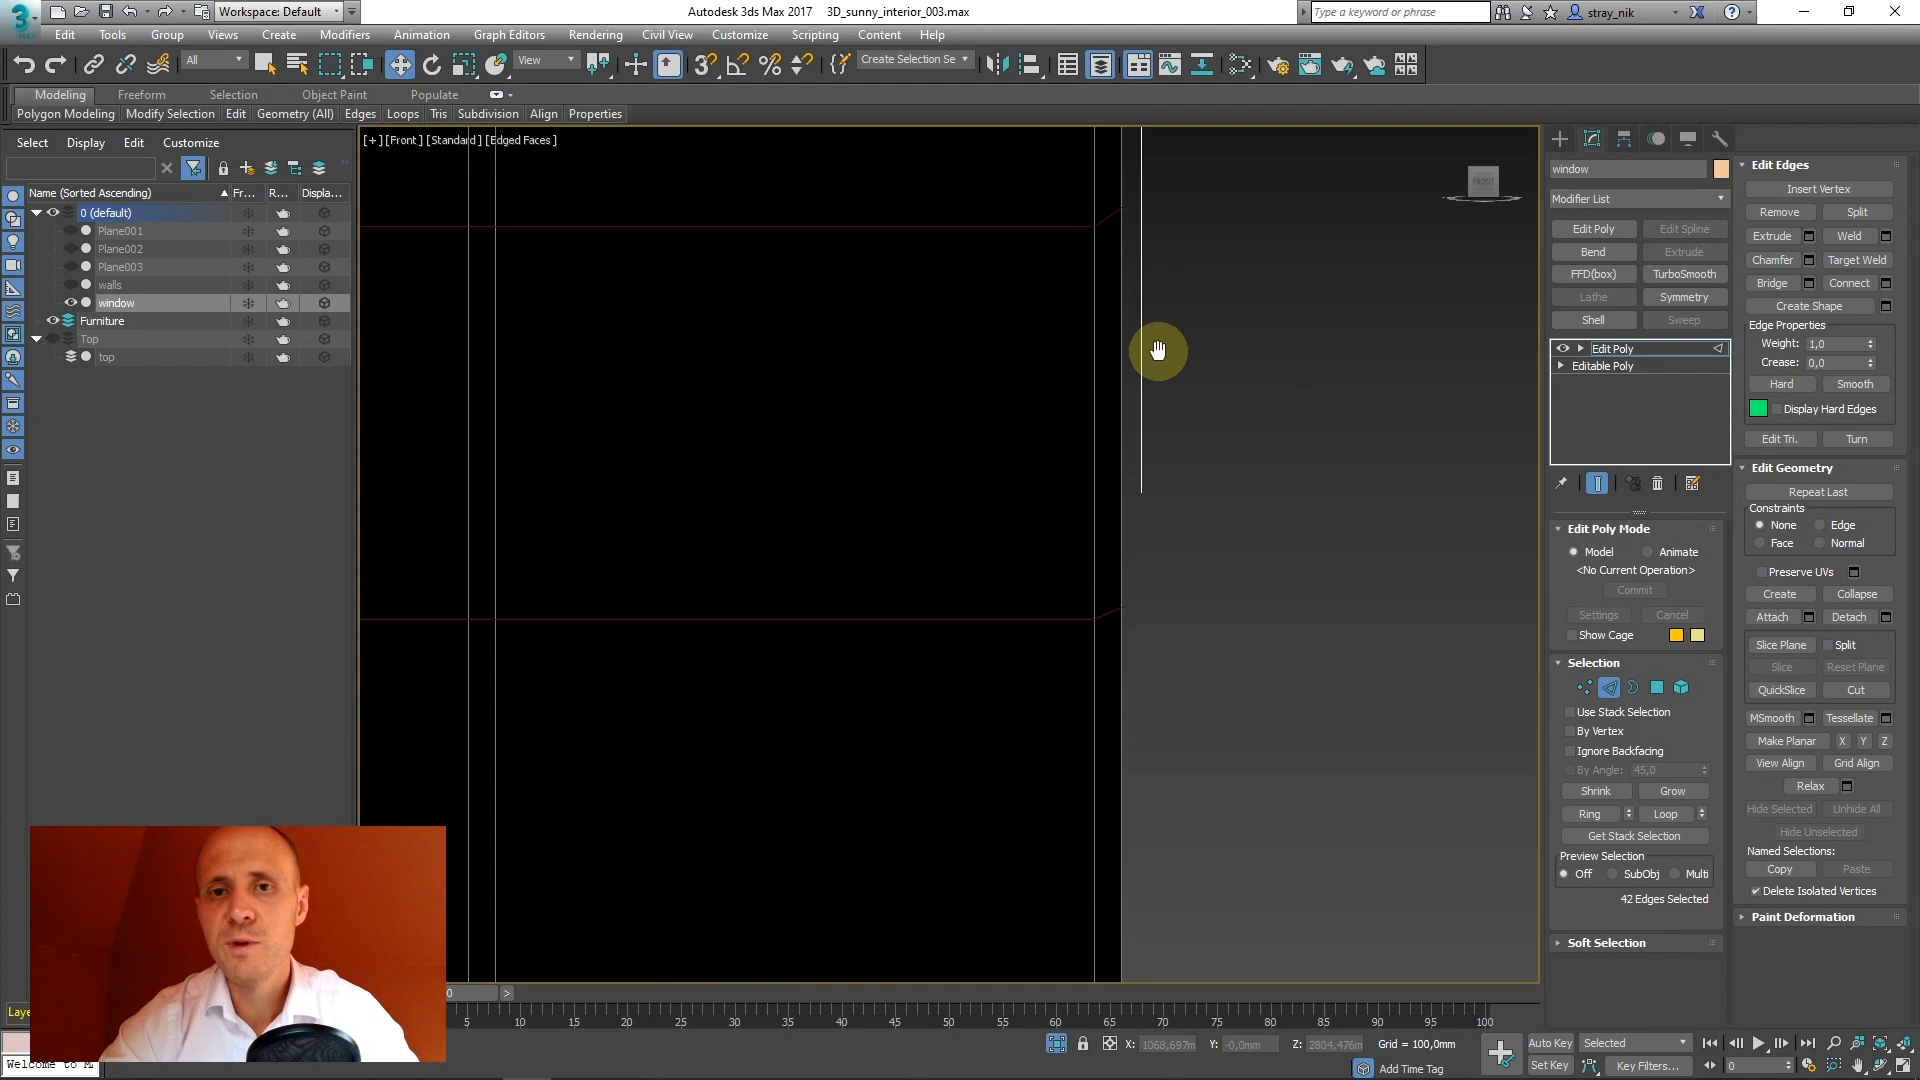 3
MAX
Workspace: Default
Autodesk 3ds Max 2017 3D_sunny_interior_003.max
Type a keyword or phrase
stray_nik
Edit Tools Group Views Create Modifiers Animation Graph Editors Rendering Civil View Customize Scripting Content Help
All
View
Create Selection Se
Modeling Freeform Selection Object Paint Populate
Polygon Modeling Modify Selection Edit Geometry (All) Edges Loops Tris Subdivision Align Properties
Select Display Edit Customize
Name (Sorted Ascending) Fr... R... Displa...
0 (default)
Plane001
Plane002
Plane003
walls
window
Furniture
Top
top
[+] [Front] [Standard] [Edged Faces]
FRONT
window
Modifier List
Edit Poly Edit Spline
Bend Extrude
FFD(box) TurboSmooth
Lathe Symmetry
Shell Sweep
Edit Poly
Editable Poly
Edit Poly Mode
Model Animate
<No Current Operation>
Commit
Settings Cancel
Show Cage
Selection
Use Stack Selection
By Vertex
Ignore Backfacing
By Angle: 45,0
Shrink Grow
Ring Loop
Get Stack Selection
Preview Selection
Off SubObj Multi
42 Edges Selected
Soft Selection
Edit Edges
Insert Vertex
Remove Split
Extrude Weld
Chamfer Target Weld
Bridge Connect
Create Shape
Edge Properties
Weight: 1,0
Crease: 0,0
Hard Smooth
Display Hard Edges
Edit Tri. Turn
Edit Geometry
Repeat Last
Constraints
None Edge
Face Normal
Preserve UVs
Create Collapse
Attach Detach
Slice Plane Split
Slice Reset Plane
QuickSlice Cut
MSmooth Tessellate
Make Planar X Y Z
View Align Grid Align
Relax
Hide Selected Unhide All
Hide Unselected
Named Selections:
Copy Paste
Delete Isolated Vertices
Paint Deformation
0 >
5 10 15 20 25 30 35 40 45 50 55 60 65 70 75 80 85 90 95 100
Laye
Welcome to M
X: 1068,697m Y: -0,0mm Z: 2804,476m Grid = 100,0mm
Add Time Tag
Auto Key Selected
Set Key Key Filters...
0